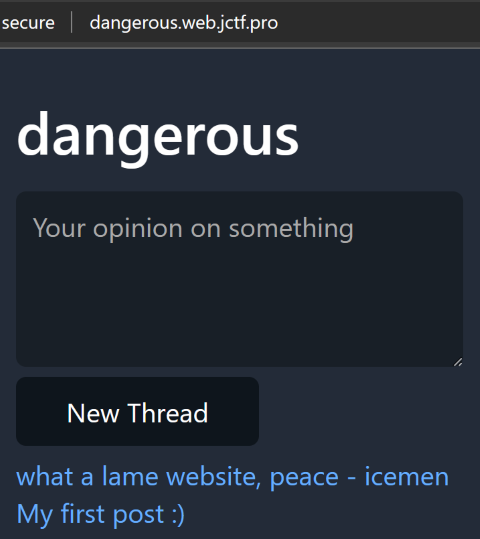 secure | dangerous.web.jctf.pro
dangerous
Your opinion on something
New Thread
what a lame website, peace - icemen
My first post :)